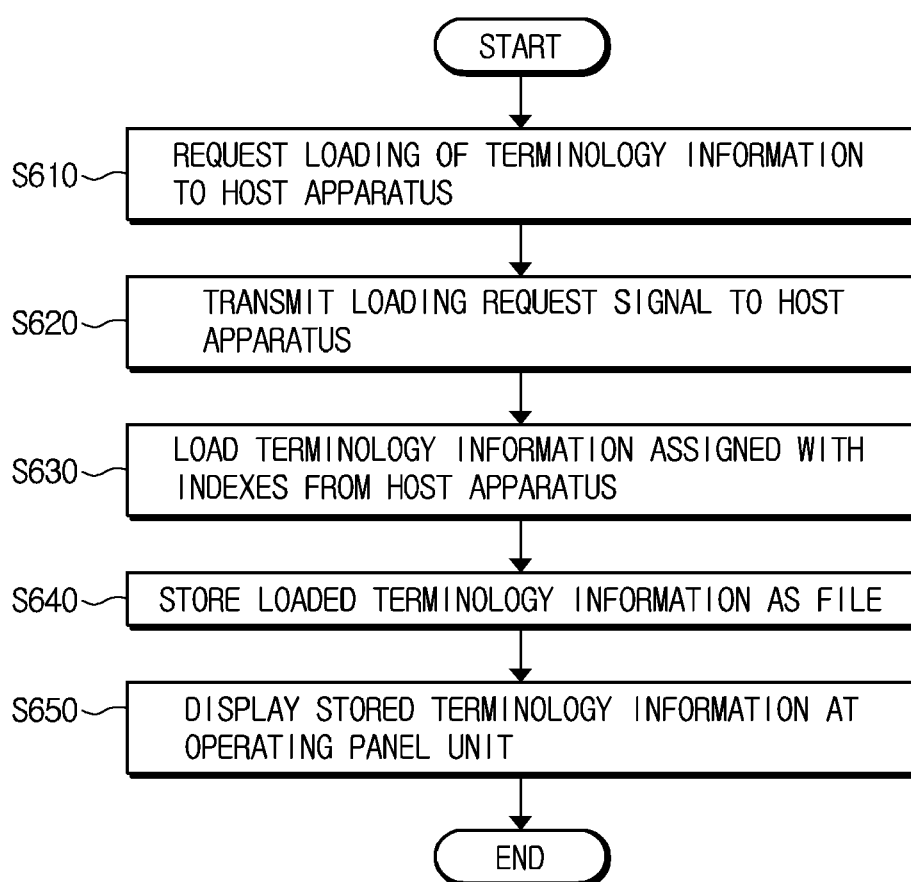 START
S610
REQUEST LOADING OF TERMINOLOGY INFORMATION
TO HOST APPARATUS
S620
TRANSMIT LOADING REQUEST SIGNAL TO HOST
APPARATUS
S630
LOAD TERMINOLOGY INFORMATION ASSIGNED WITH
INDEXES FROM HOST APPARATUS
S640
STORE LOADED TERMINOLOGY INFORMATION AS FILE
S650
DISPLAY STORED TERMINOLOGY INFORMATION AT
OPERATING PANEL UNIT
END